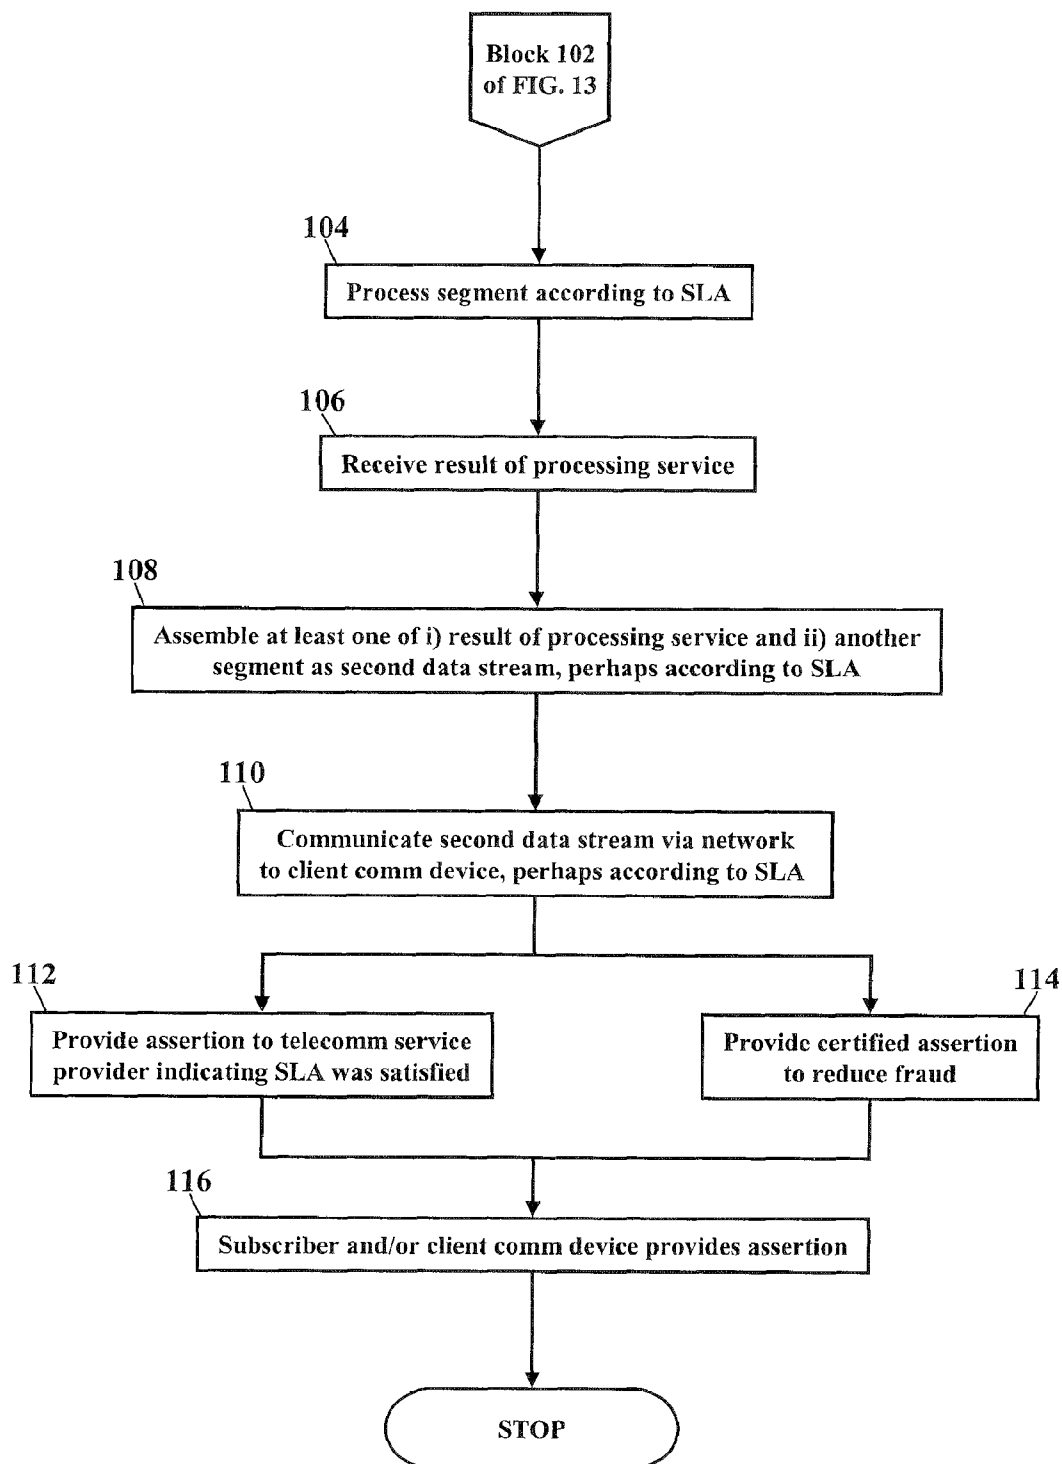 Block 102
of FIG. 13
104
Process segment according to SLA
106
Receive result of processing service
108
Assemble at least one of i) result of processing service and ii) another
segment as second data stream, perhaps according to SLA
110
Communicate second data stream via network
to client comm device, perhaps according to SLA
112
Provide assertion to telecomm service
provider indicating SLA was satisfied
114
Provide certified assertion
to reduce fraud
116
Subscriber and/or client comm device provides assertion
STOP